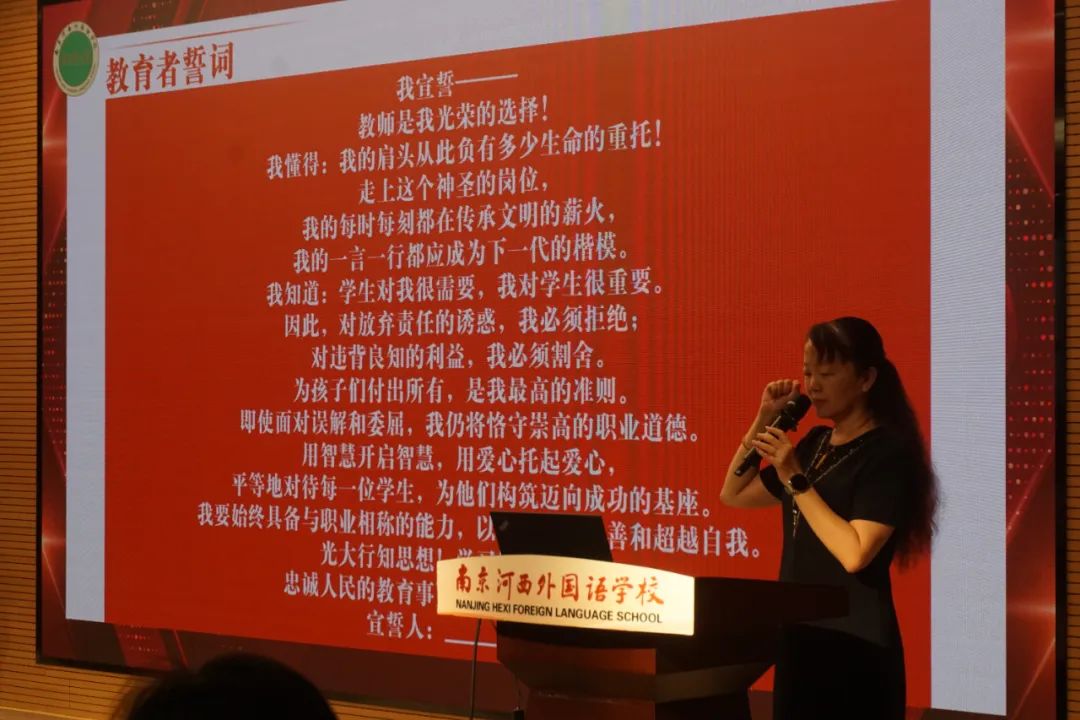 教育者誓词
我宣誓———
教师是我光荣的选择！
我懂得：我的肩头从此负有多少生命的重托！
走上这个神圣的岗位，
我的每时每刻都在传承文明的薪火，
我的一言一行都应成为下一代的楷模。
我知道：学生对我很需要，我对学生很重要。
因此，对放弃责任的诱惑，我必须拒绝；
对违背良知的利益，我必须割舍。
为孩子们付出所有，是我最高的准则。
即使面对误解和委屈，我仍将恪守崇高的职业道德。
用智慧开启智慧，用爱心托起爱心，
平等地对待每一位学生，为他们构筑迈向成功的基座。
我要始终具备与职业相称的能力，以 善和超越自我。
光大行知思想！
忠诚人民的教育事
宣誓人：
南京河西外国语学校
NANJING HEXI FOREIGN LANGUAGE SCHOOL